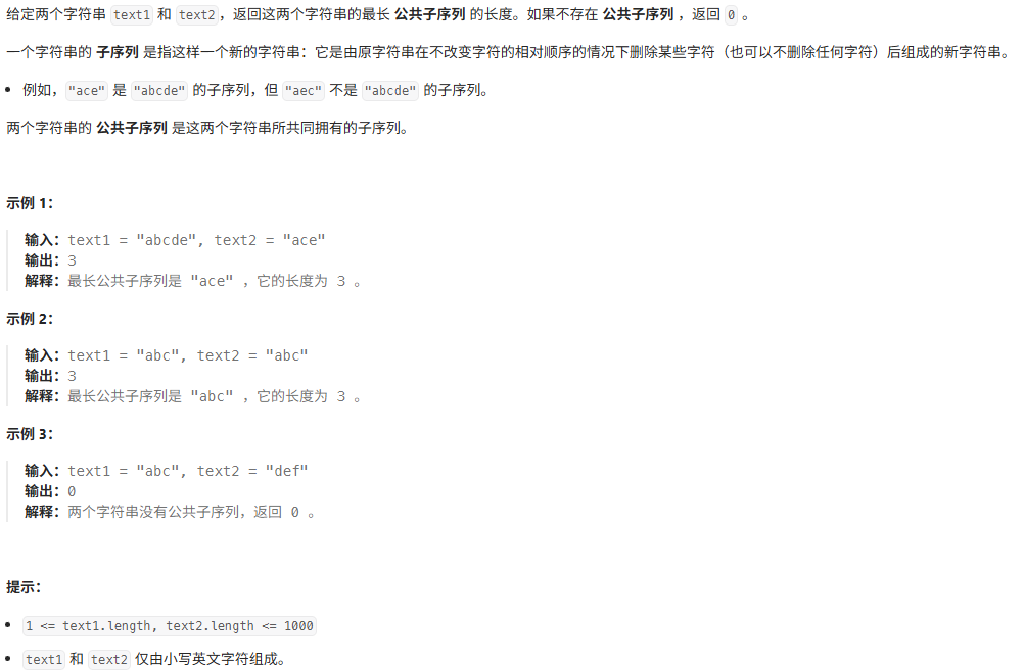 给定两个字符串 text1 和 text2，返回这两个字符串的最长 公共子序列 的长度。如果不存在 公共子序列 ，返回 0 。
一个字符串的 子序列 是指这样一个新的字符串：它是由原字符串在不改变字符的相对顺序的情况下删除某些字符（也可以不删除任何字符）后组成的新字符串。
• 例如，"ace" 是 "abcde" 的子序列，但 "aec" 不是 "abcde" 的子序列。
两个字符串的 公共子序列 是这两个字符串所共同拥有的子序列。
示例 1：
输入：text1 = "abcde", text2 = "ace"
输出：3
解释：最长公共子序列是 "ace" ，它的长度为 3 。
示例 2：
输入：text1 = "abc", text2 = "abc"
输出：3
解释：最长公共子序列是 "abc" ，它的长度为 3 。
示例 3：
输入：text1 = "abc", text2 = "def"
输出：0
解释：两个字符串没有公共子序列，返回 0 。
提示：
• 1 <= text1.length, text2.length <= 1000
• text1 和 text2 仅由小写英文字符组成。